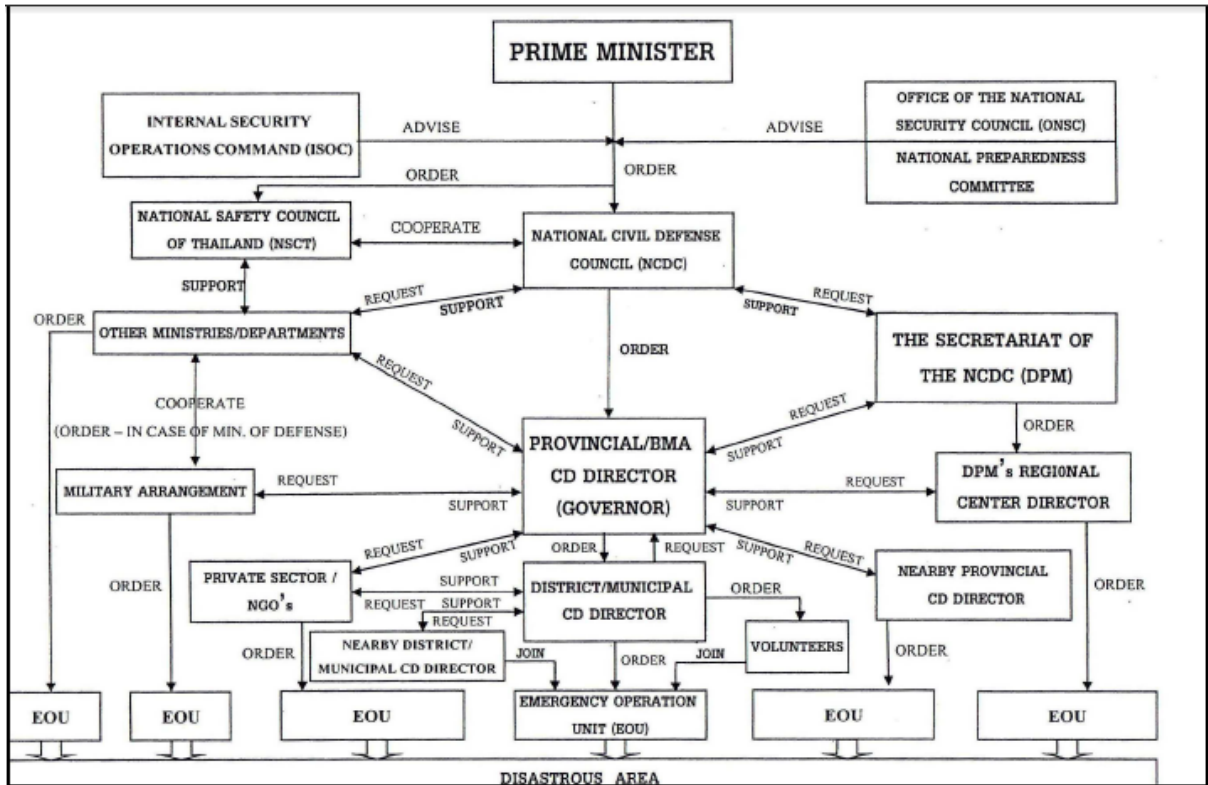 PRIME MINISTER
INTERNAL SECURITY
OPERATIONS COMMAND (ISOC)
ADVISE
ADVISE
OFFICE OF THE NATIONAL
SECURITY COUNCIL (ONSC)
NATIONAL PREPAREDNESS
COMMITTEE
ORDER
ORDER
NATIONAL SAFETY COUNCIL
OF THAILAND (NSCT)
COOPERATE
NATIONAL CIVIL DEFENSE
COUNCIL (NCDC)
SUPPORT
REQUEST
SUPPORT
REQUEST
SUPPORT
ORDER
OTHER MINISTRIES/DEPARTMENTS
ORDER
THE SECRETARIAT OF
THE NCDC (DPM)
REQUEST
SUPPORT
REQUEST
SUPPORT
COOPERATE
(ORDER – IN CASE OF MIN. OF DEFENSE)
PROVINCIAL/BMA
CD DIRECTOR
(GOVERNOR)
ORDER
MILITARY ARRANGEMENT
REQUEST
SUPPORT
REQUEST
SUPPORT
DPM's REGI0NAL
CENTER DIRECTOR
REQUEST
SUPPORT
ORDER
REQUEST
SUPPORT
REQUEST
ORDER
PRIVATE SECTOR /
NGO's
SUPPORT
REQUEST
SUPPORT
REQUEST
DISTRICT/MUNICIPAL
CD DIRECTOR
ORDER
NEARBY PROVINCIAL
CD DIRECTOR
ORDER
NEARBY DISTRICT/
MUNICIPAL CD DIRECTOR
VOLUNTEERS
ORDER
JOIN
ORDER
JOIN
ORDER
EOU
EOU
EOU
EMERGENCY OPERATION
UNIT (EOU)
EOU
EOU
DISASTROUS AREA